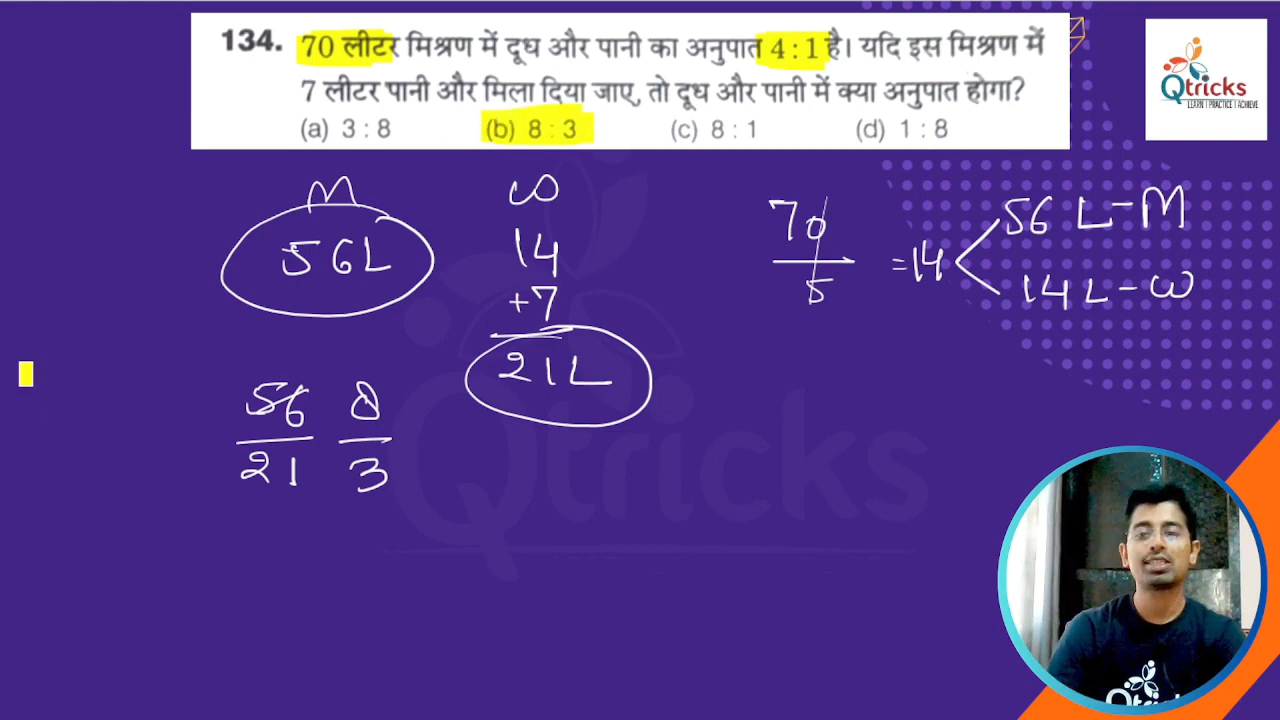 134. 70 लीटर मिश्रण में दूध और पानी का अनुपात 4 : 1 है। यदि इस मिश्रण में
7 लीटर पानी और मिला दिया जाए, तो दूध और पानी में क्या अनुपात होगा?
(a) 3 : 8 (b) 8 : 3 (c) 8 : 1 (d) 1 : 8
Qtricks
LEARN | PRACTICE | ACHIEVE
M W
56L 14
+7
21L
70/5 = 14
56 L - M
14 L - W
56/21 8/3
Qtricks
Qtricks